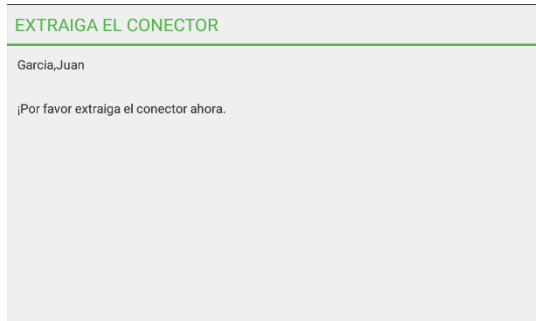 EXTRAIGA EL CONECTOR
Garcia,Juan
¡Por favor extraiga el conector ahora.